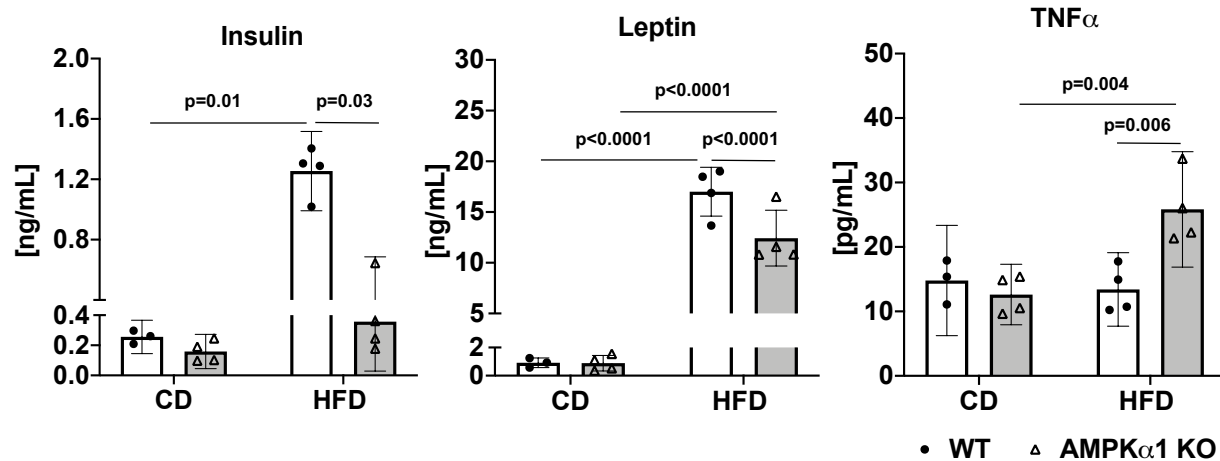 Insulin
[ng/mL]
2.0
1.6
1.2
0.8
0.4
0.2
0.0
p=0.01
p=0.03
CD
HFD
Leptin
[ng/mL]
30
25
20
15
10
5
2
0
p<0.0001
p<0.0001
p<0.0001
CD
HFD
TNFα
[pg/mL]
50
40
30
20
10
0
p=0.004
p=0.006
CD
HFD
WT
AMPKα1 KO